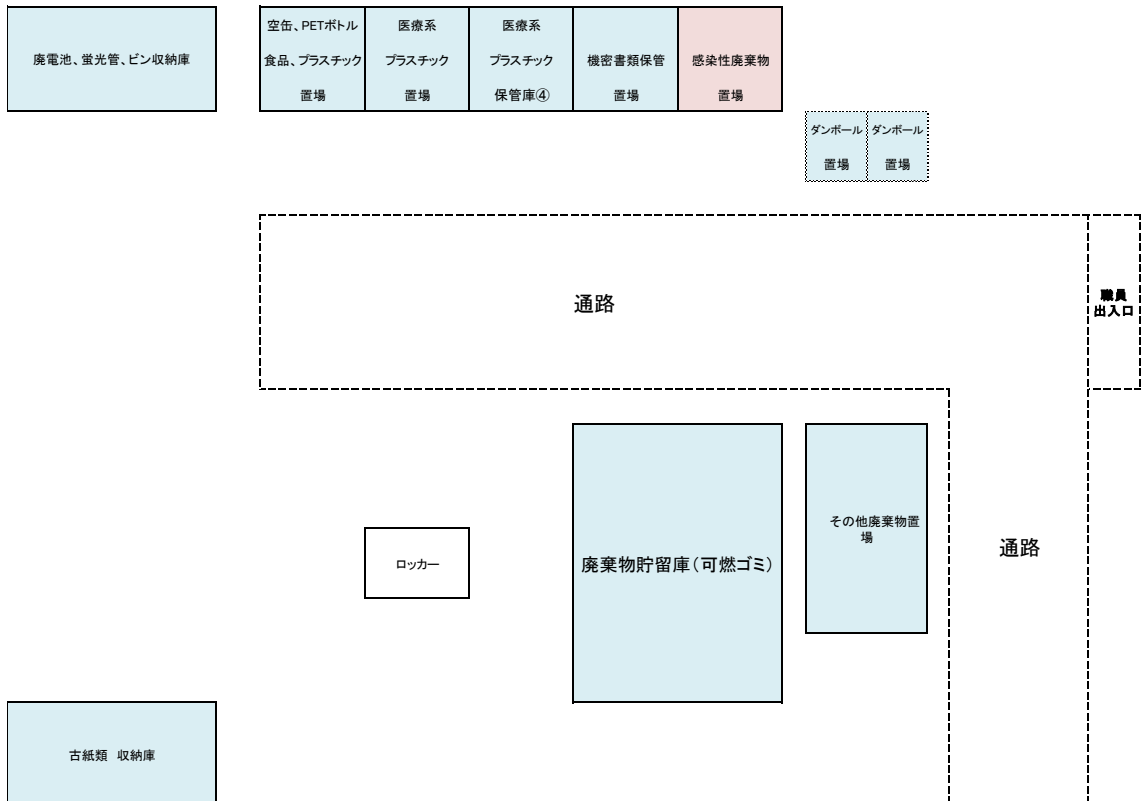 廃電池、蛍光管、ビン収納庫
空缶、PETボトル
食品、プラスチック
置場
医療系
プラスチック
置場
医療系
プラスチック
保管庫④
機密書類保管
置場
感染性廃棄物
置場
ダンボール
置場
ダンボール
置場
通路
職員
出入口
廃棄物貯留庫（可燃ゴミ）
その他廃棄物置
場
通路
ロッカー
古紙類　収納庫